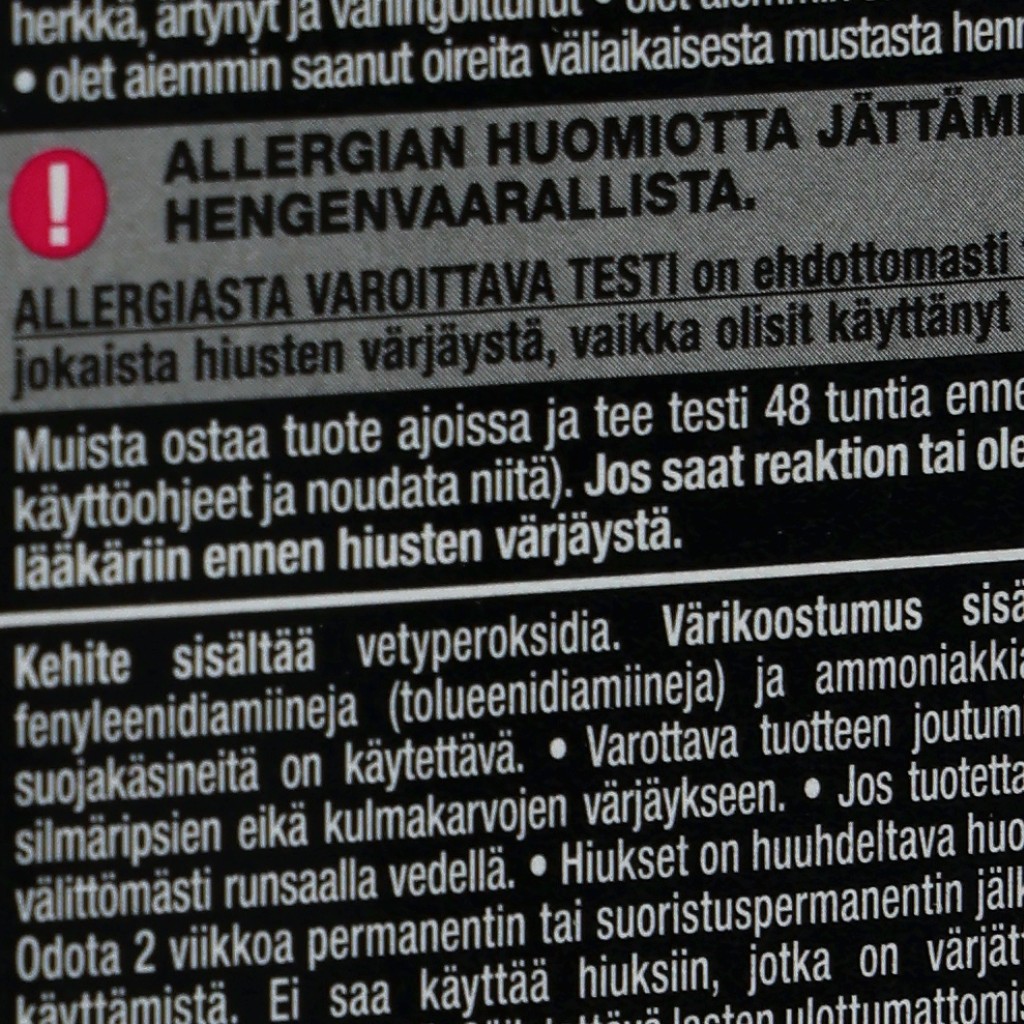 herkkä, ärtynyt ja vahingoittunut • olet aiemmin
• olet aiemmin saanut oireita väliaikaisesta mustasta
ALLERGIAN HUOMIOTTA
HENGENVAARALLISTA.
ALLERGIASTA VAROITTAVA TESTI on ehdottomasti
jokaista hiusten värjäystä, vaikka olisit käyttänyt
Muista ostaa tuote ajoissa ja tee testi 48 tuntia
käyttöohjeet ja noudata niitä). Jos saat reaktion tai
lääkäriin ennen hiusten värjäystä.
Kehite sisältää vetyperoksidia. Värikoostumus
fenyleenidiamiineja (tolueenidiamiineja) ja
suojakäsineitä on käytettävä. • Varottava tuotteen
silmäripsien eikä kulmakarvojen värjäykseen. • Jos
välittömästi runsaalla vedellä. • Hiukset on huuhdeltava
Odota 2 viikkoa permanentin tai suoristuspermanentin
käyttämistä. Ei saa käyttää hiuksiin, jotka on
lasten